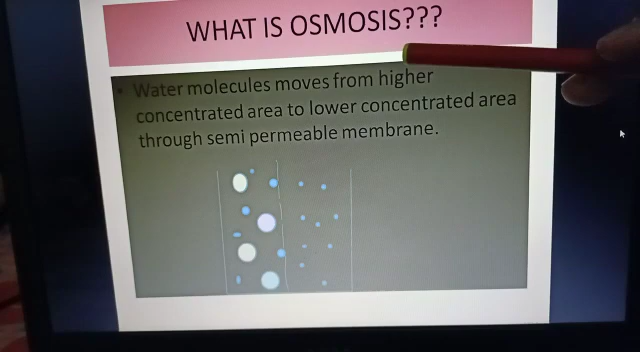 WHAT IS OSMOSIS???
• Water molecules moves from higher
concentrated area to lower concentrated area
through semi permeable membrane.